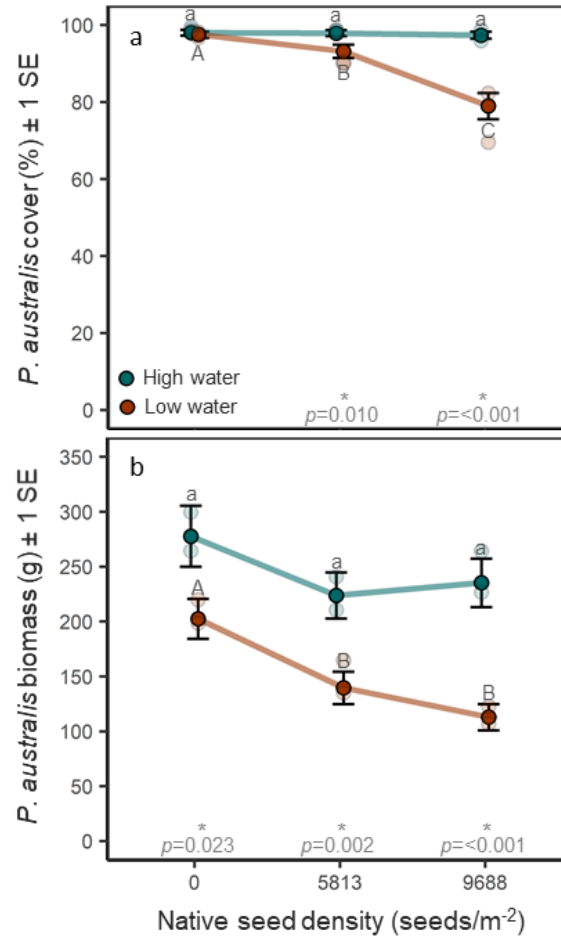 a
P. australis cover (%) ± 1 SE
100
80
60
40
20
0
a
a
a
A
B
C
High water
Low water
* *
p=0.010 p=<0.001
b
P. australis biomass (g) ± 1 SE
350
300
250
200
150
100
50
0
a
a
a
A
B
B
* * *
p=0.023 p=0.002 p=<0.001
0 5813 9688
Native seed density (seeds/m⁻²)